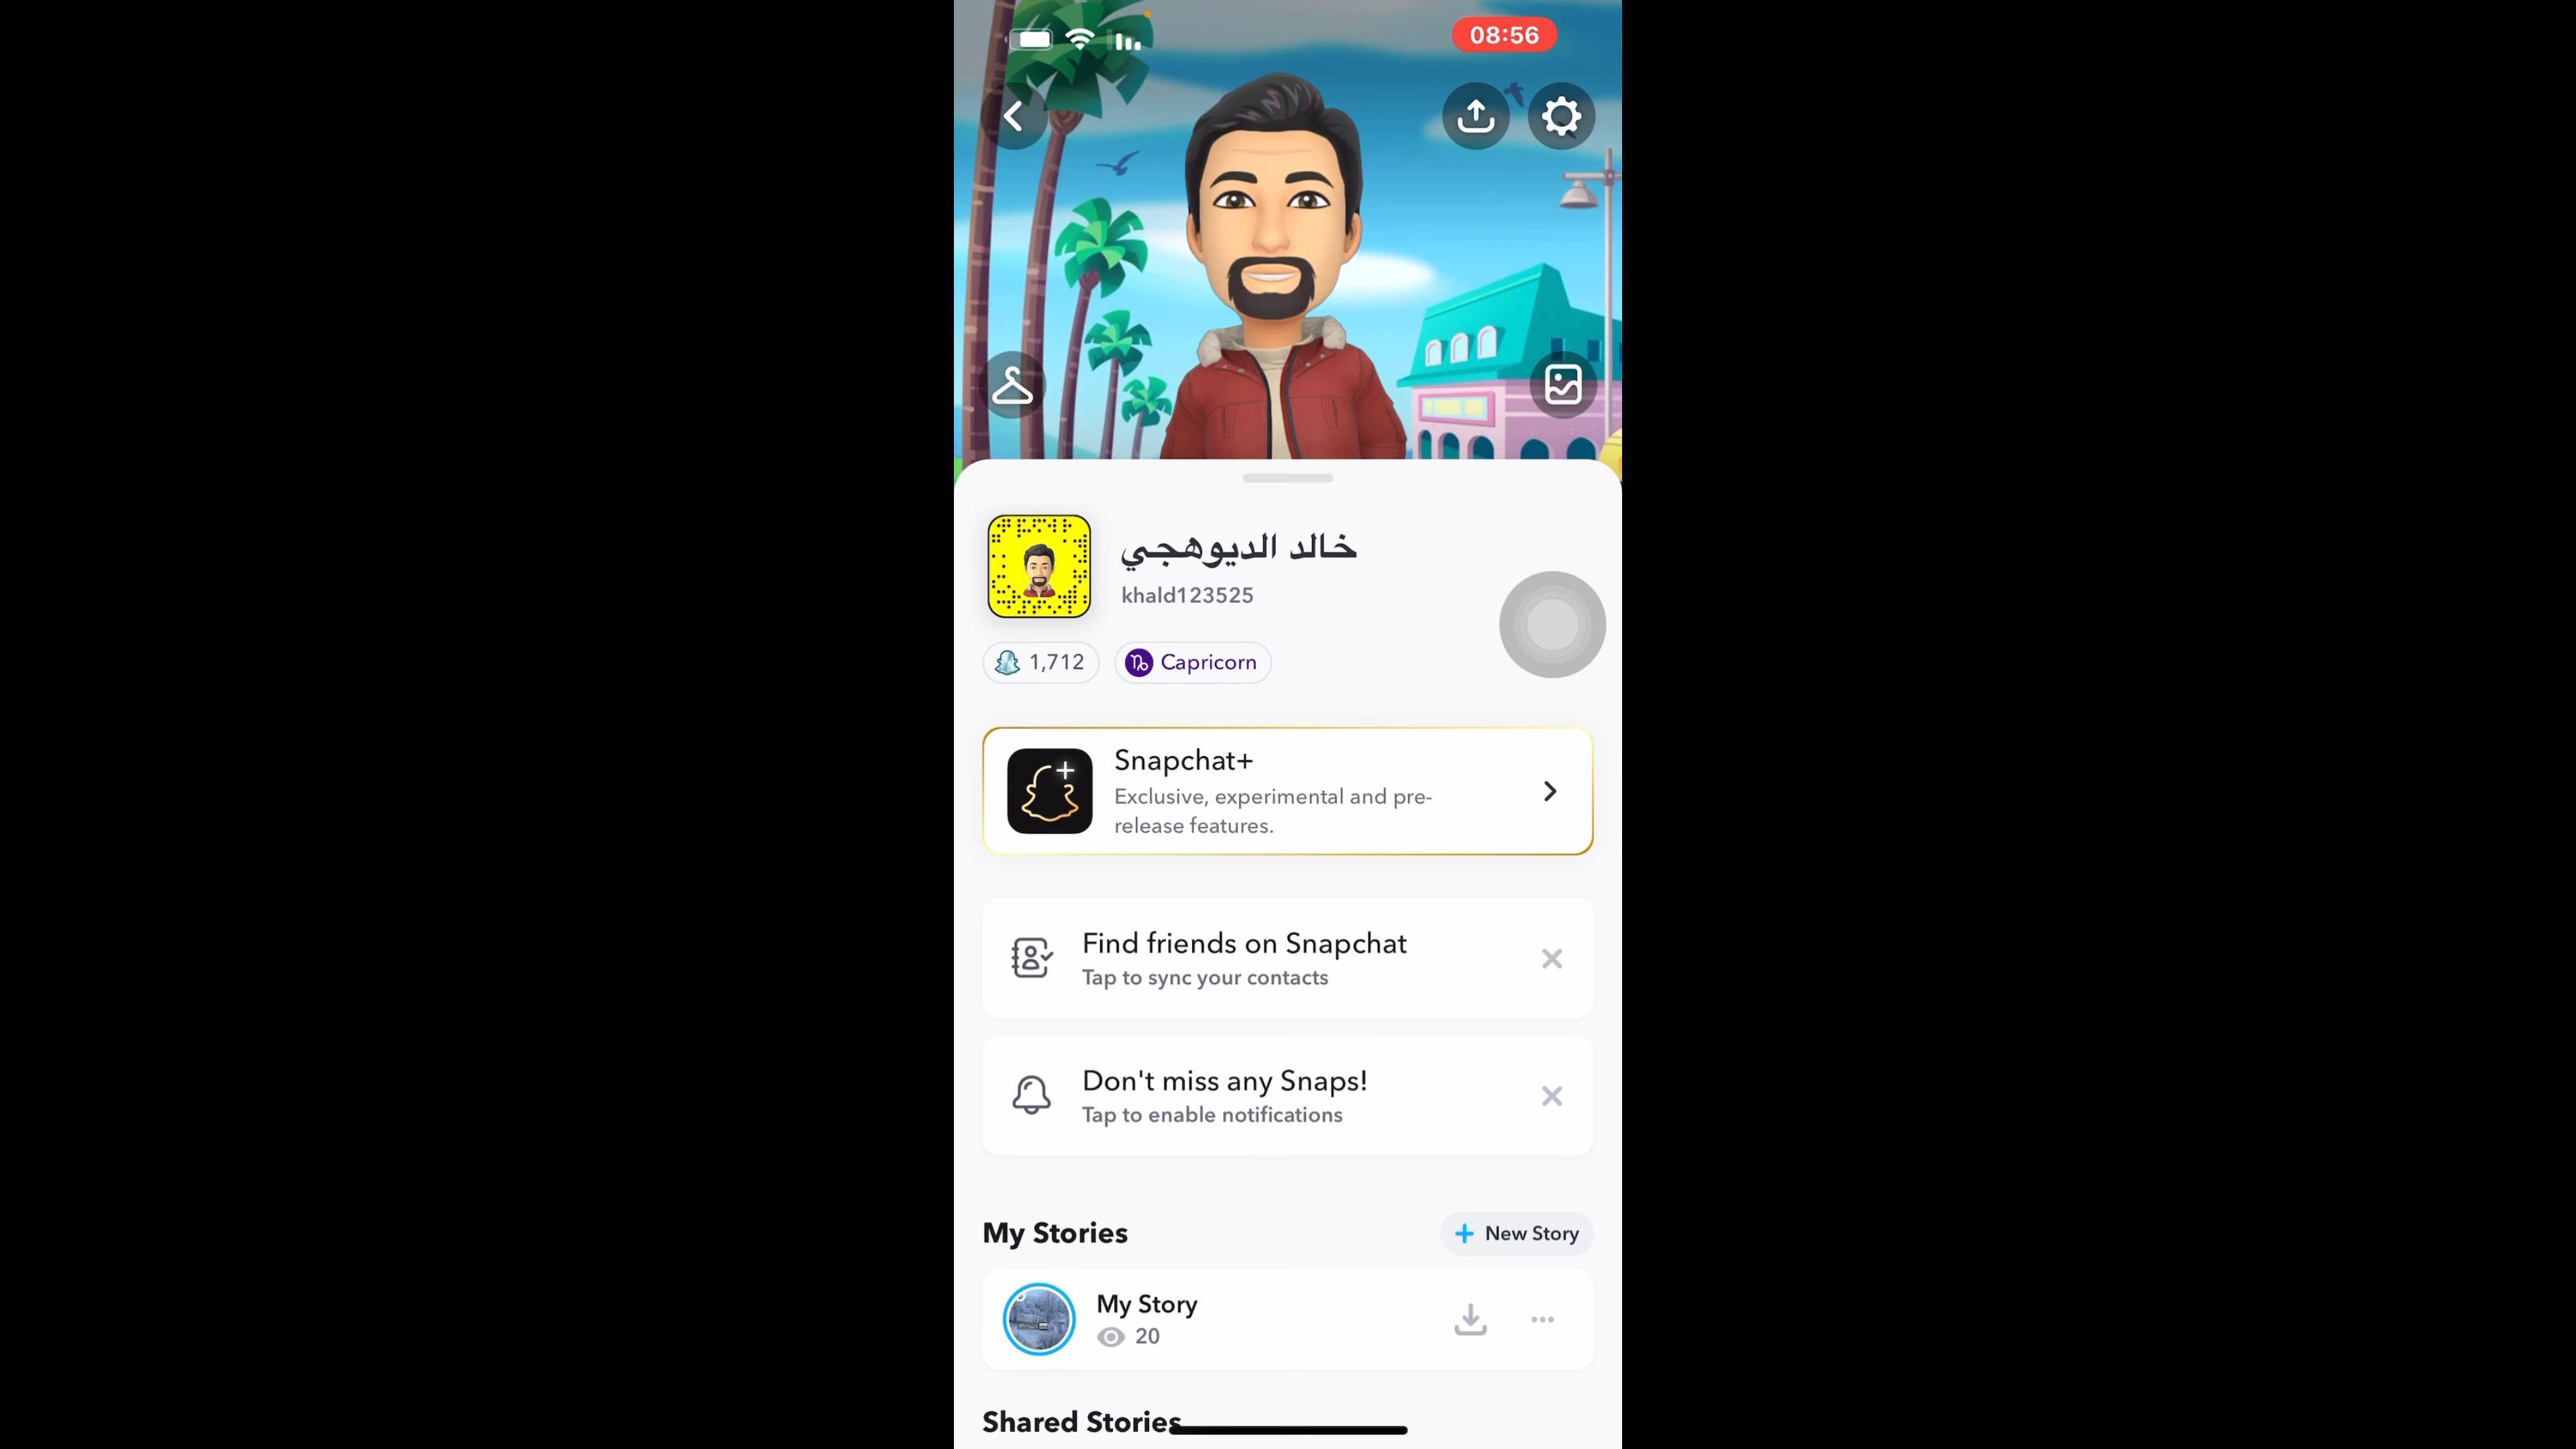 08:56
خالد الديوهجي
khald123525
1,712
Capricorn
Snapchat+
Exclusive, experimental and pre-
release features.
Find friends on Snapchat
Tap to sync your contacts
Don't miss any Snaps!
Tap to enable notifications
My Stories
New Story
My Story
20
Shared Stories